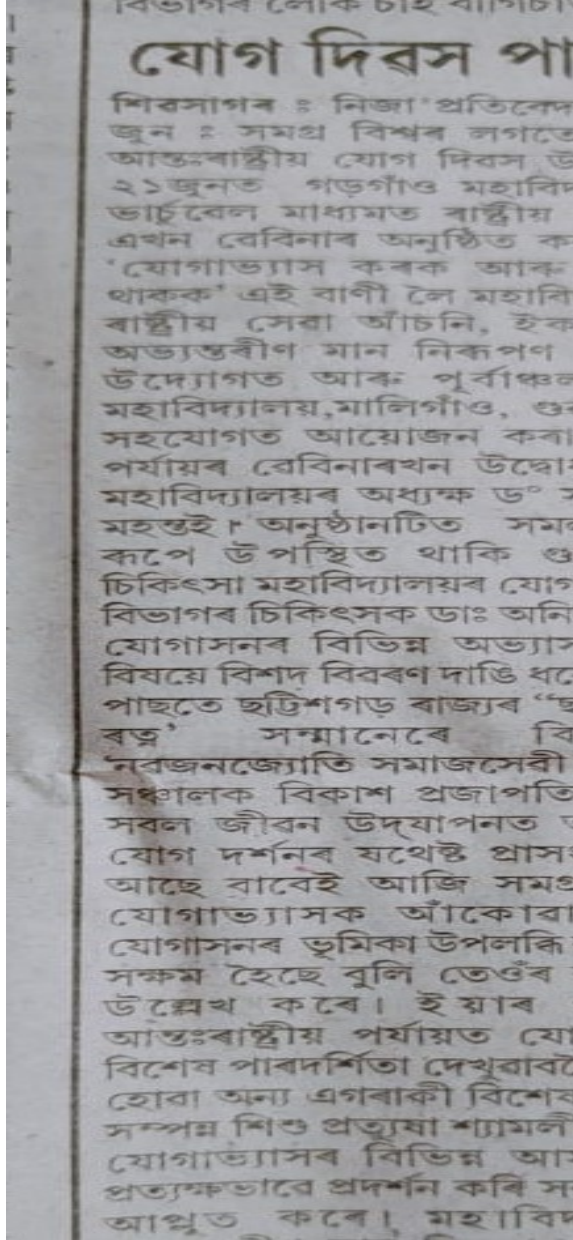 বিভাগৰ লোক চাহ বাগিচা
যোগ দিৱস পা
শিৱসাগৰ : নিজা প্ৰতিবেদ
জুন : সমগ্ৰ বিশ্বৰ লগতে
আন্তঃৰাষ্ট্ৰীয় যোগ দিৱস উ
২১জুনত গড়গাঁও মহাবিদ
ভাৰ্চুৱেল মাধ্যমত ৰাষ্ট্ৰীয়
এখন ৱেবিনাৰ অনুষ্ঠিত ক
'যোগাভ্যাস কৰক আৰু
থাকক' এই বাণী লৈ মহাবি
ৰাষ্ট্ৰীয় সেৱা আঁচনি, ইক
অভ্যন্তৰীণ মান নিৰূপণ
উদ্যোগত আৰু পূৰ্বাঞ্চল
মহাবিদ্যালয়,মালিগাঁও, গু
সহযোগত আয়োজন কৰা
পৰ্যায়ৰ ৱেবিনাৰখন উদ্বো
মহাবিদ্যালয়ৰ অধ্যক্ষ ড° স
মহন্তই। অনুষ্ঠানটিত সমল
ৰূপে উপস্থিত থাকি গু
চিকিৎসা মহাবিদ্যালয়ৰ যোগ
বিভাগৰ চিকিৎসক ডাঃ অনি
যোগাসনৰ বিভিন্ন অভ্যাস
বিষয়ে বিশদ বিৱৰণ দাঙি ধৰে
পাছতে ছট্টিশগড় ৰাজ্যৰ "ছ
ৰত্ন' সন্মানেৰে বি
নৱজনজ্যোতি সমাজসেৱী
সঞ্চালক বিকাশ প্ৰজাপতি
সবল জীৱন উদ্‌যাপনত
যোগ দৰ্শনৰ যথেষ্ট প্ৰাস
আছে বাবেই আজি সমগ্ৰ
যোগাভ্যাসক আঁকোৱা
যোগাসনৰ ভূমিকা উপলব্ধি
সক্ষম হৈছে বুলি তেওঁৰ
উল্লেখ কৰে। ইয়াৰ
আন্তঃৰাষ্ট্ৰীয় পৰ্যায়ত যো
বিশেষ পাৰদৰ্শিতা দেখুৱাবলৈ
হোৱা অন্য এগৰাকী বিশেষ
সম্পন্ন শিশু প্ৰত্যুষা শ্যামলী
যোগাভ্যাসৰ বিভিন্ন আস
প্ৰত্যক্ষভাৱে প্ৰদৰ্শন কৰি স
আপ্লুত কৰে। মহাবিদ